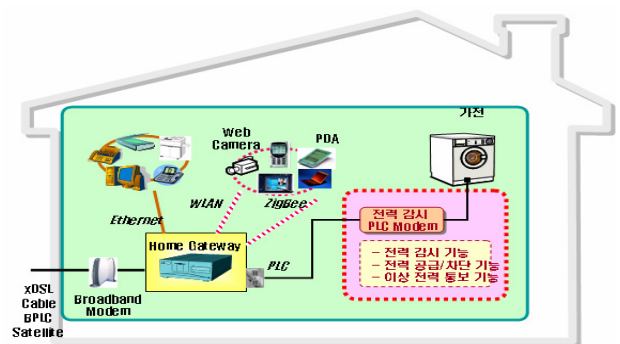 가전
Web
Camera
PDA
WLAN
ZigBee
Ethernet
전력 감시
PLC Modem
Home Gateway
- 전력 감시 기능
- 전력 공급/차단 기능
- 이상 전력 통보 기능
PLC
xDSL
Cable
BPLC
Satellite
Broadband
Modem